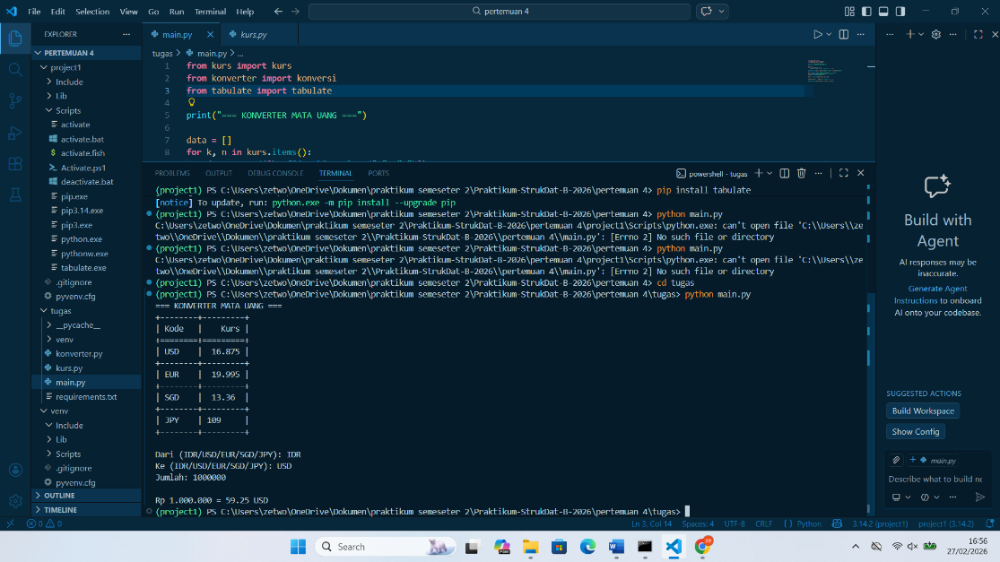 File Edit Selection View Go Run Terminal Help
pertemuan 4
EXPLORER
PERTEMUAN 4
project1
Include
Lib
Scripts
activate
activate.bat
$ activate.fish
Activate.ps1
deactivate.bat
pip.exe
pip3.14.exe
pip3.exe
python.exe
pythonw.exe
tabulate.exe
.gitignore
pyvenv.cfg
tugas
__pycache__
venv
konverter.py
kurs.py
main.py
requirements.txt
venv
Include
Lib
Scripts
.gitignore
pyvenv.cfg
OUTLINE
TIMELINE
main.py
kurs.py
tugas > main.py > ...
1 from kurs import kurs
2 from konverter import konversi
3 from tabulate import tabulate
4
5 print("=== KONVERTER MATA UANG ===")
6
7 data = []
8 for k, n in kurs.items():
PROBLEMS OUTPUT DEBUG CONSOLE TERMINAL PORTS
powershell - tugas
(project1) PS C:\Users\zetwo\OneDrive\Dokumen\praktikum semeseter 2\Praktikum-StrukDat-B-2026\pertemuan 4> pip install tabulate
[notice] To update, run: python.exe -m pip install --upgrade pip
(project1) PS C:\Users\zetwo\OneDrive\Dokumen\praktikum semeseter 2\Praktikum-StrukDat-B-2026\pertemuan 4> python main.py
C:\Users\zetwo\OneDrive\Dokumen\praktikum semeseter 2\Praktikum-StrukDat-B-2026\pertemuan 4\project1\Scripts\python.exe: can't open file 'C:\\Users\\ze
two\\OneDrive\\Dokumen\\praktikum semeseter 2\\Praktikum-StrukDat-B-2026\\pertemuan 4\\main.py': [Errno 2] No such file or directory
(project1) PS C:\Users\zetwo\OneDrive\Dokumen\praktikum semeseter 2\Praktikum-StrukDat-B-2026\pertemuan 4> python main.py
C:\Users\zetwo\OneDrive\Dokumen\praktikum semeseter 2\Praktikum-StrukDat-B-2026\pertemuan 4\project1\Scripts\python.exe: can't open file 'C:\\Users\\ze
two\\OneDrive\\Dokumen\\praktikum semeseter 2\\Praktikum-StrukDat-B-2026\\pertemuan 4\\main.py': [Errno 2] No such file or directory
(project1) PS C:\Users\zetwo\OneDrive\Dokumen\praktikum semeseter 2\Praktikum-StrukDat-B-2026\pertemuan 4> cd tugas
(project1) PS C:\Users\zetwo\OneDrive\Dokumen\praktikum semeseter 2\Praktikum-StrukDat-B-2026\pertemuan 4\tugas> python main.py
=== KONVERTER MATA UANG ===
+--------+---------+
| Kode   |    Kurs |
+========+=========+
| USD    |  16.875 |
+--------+---------+
| EUR    |  19.995 |
+--------+---------+
| SGD    |  13.36  |
+--------+---------+
| JPY    | 109     |
+--------+---------+
Dari (IDR/USD/EUR/SGD/JPY): IDR
Ke (IDR/USD/EUR/SGD/JPY): USD
Jumlah: 1000000
Rp 1.000.000 = 59.25 USD
(project1) PS C:\Users\zetwo\OneDrive\Dokumen\praktikum semeseter 2\Praktikum-StrukDat-B-2026\pertemuan 4\tugas>
Build with
Agent
AI responses may be
inaccurate.
Generate Agent
Instructions to onboard
AI onto your codebase.
SUGGESTED ACTIONS
Build Workspace
Show Config
main.py
Describe what to build ne
0 0
Ln 3, Col 14 Spaces: 4 UTF-8 CRLF { } Python 3.14.2 (project1) project1 (3.14.2)
Search
16:56
27/02/2026